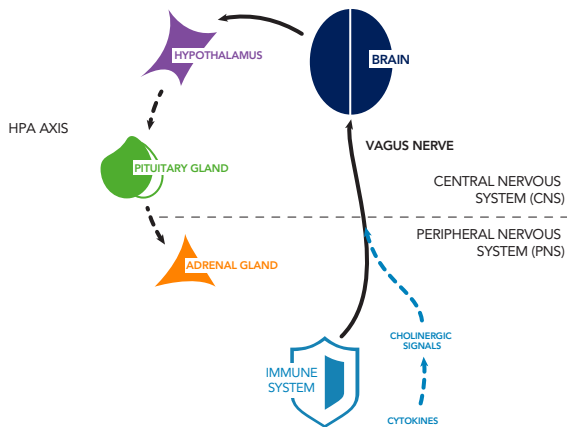 HYPOTHALAMUS
BRAIN
HPA AXIS
VAGUS NERVE
PITUITARY GLAND
CENTRAL NERVOUS
SYSTEM (CNS)
PERIPHERAL NERVOUS
SYSTEM (PNS)
ADRENAL GLAND
CHOLINERGIC
SIGNALS
IMMUNE
SYSTEM
CYTOKINES